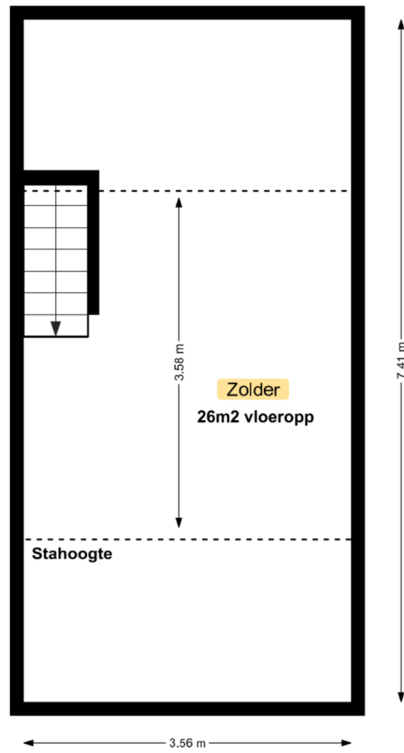 3.58 m
7.41 m
Zolder
26m2 vloeropp
Stahoogte
3.56 m